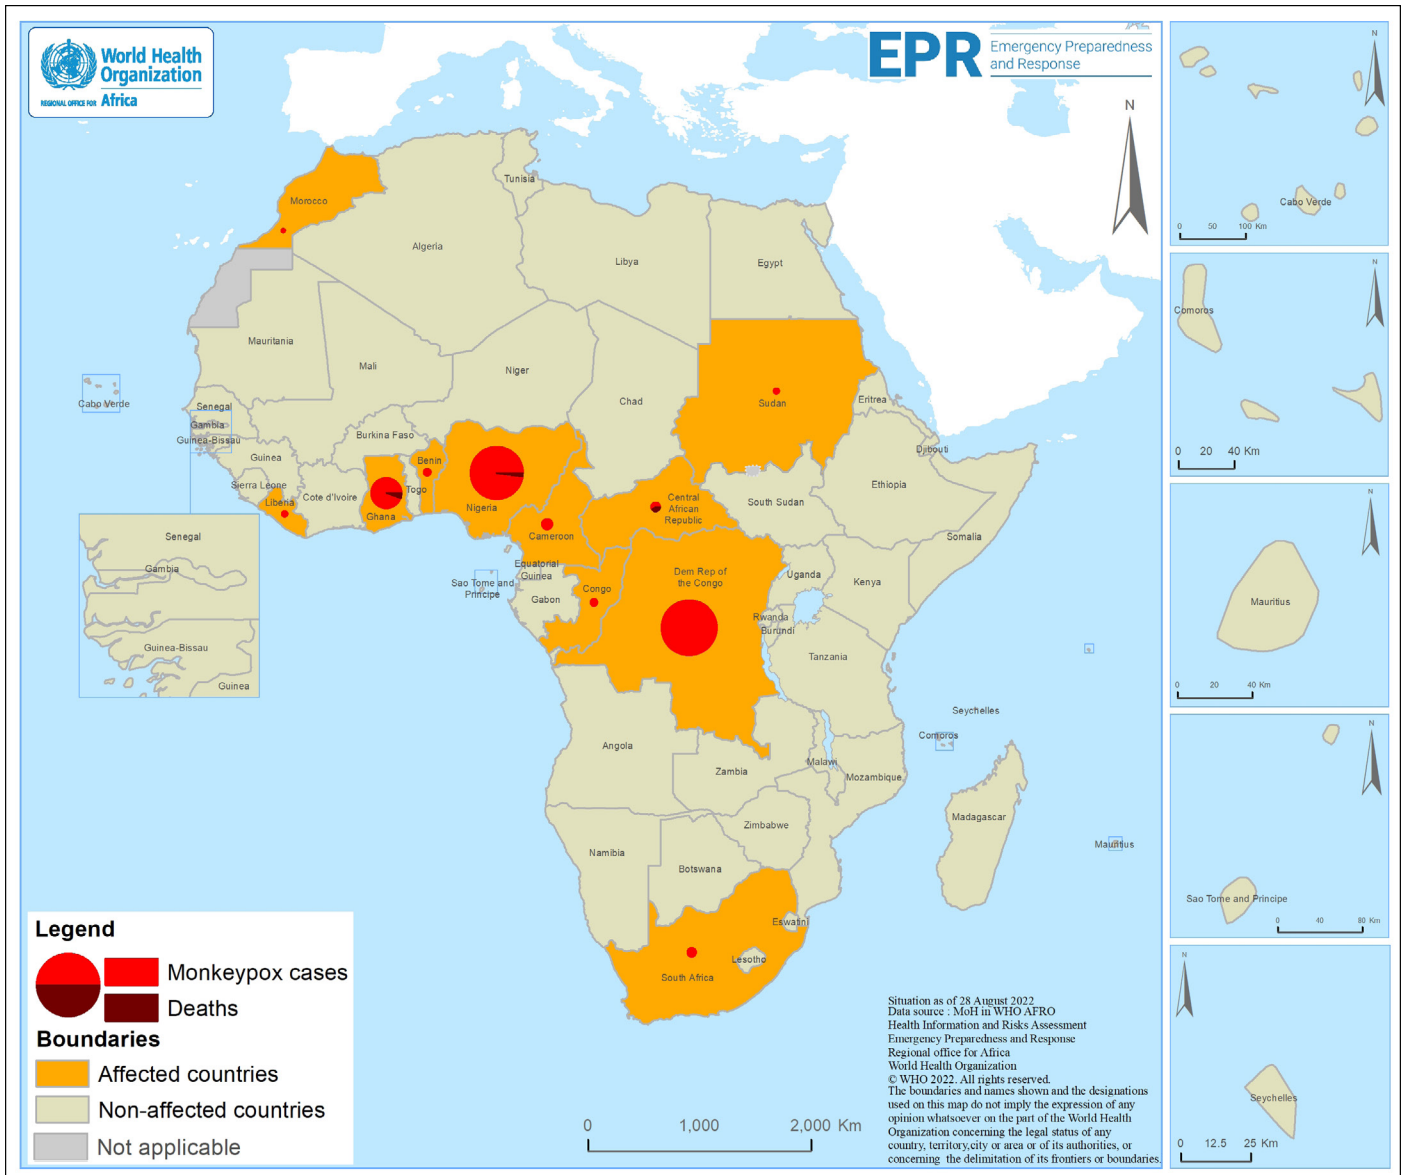 World Health
Organization
REGIONAL OFFICE FOR Africa
EPR
Emergency Preparedness
and Response
N
N
Cabo Verde
0 50 100 Km
N
Comoros
0 20 40 Km
N
Mauritius
0 20 40 Km
N
Sao Tome and Principe
0 40 80 Km
N
Seychelles
0 12.5 25 Km
Tunisia
Morocco
Algeria
Libya
Egypt
Mauritania
Mali
Niger
Chad
Sudan
Eritrea
Cabo Verde
Senegal
Gambia
Guinea-Bissau
Guinea
Sierra Leone
Liberia
Cote d'Ivoire
Burkina Faso
Ghana
Togo
Benin
Nigeria
Cameroon
Central
African
Republic
South Sudan
Ethiopia
Djibouti
Somalia
Equatorial
Guinea
Sao Tome and
Principe
Gabon
Congo
Dem Rep of
the Congo
Uganda
Kenya
Rwanda
Burundi
Tanzania
Seychelles
Comoros
Angola
Zambia
Malawi
Mozambique
Madagascar
Mauritius
Zimbabwe
Namibia
Botswana
Eswatini
Lesotho
South Africa
Senegal
Gambia
Guinea-Bissau
Guinea
Legend
Monkeypox cases
Deaths
Boundaries
Affected countries
Non-affected countries
Not applicable
0 1,000 2,000 Km
Situation as of 28 August 2022
Data source : MoH in WHO AFRO
Health Information and Risks Assessment
Emergency Preparedness and Response
Regional office for Africa
World Health Organization
© WHO 2022. All rights reserved.
The boundaries and names shown and the designations
used on this map do not imply the expression of any
opinion whatsoever on the part of the World Health
Organization concerning the legal status of any
country, territory,city or area or of its authorities, or
concerning the delimitation of its frontiers or boundaries.